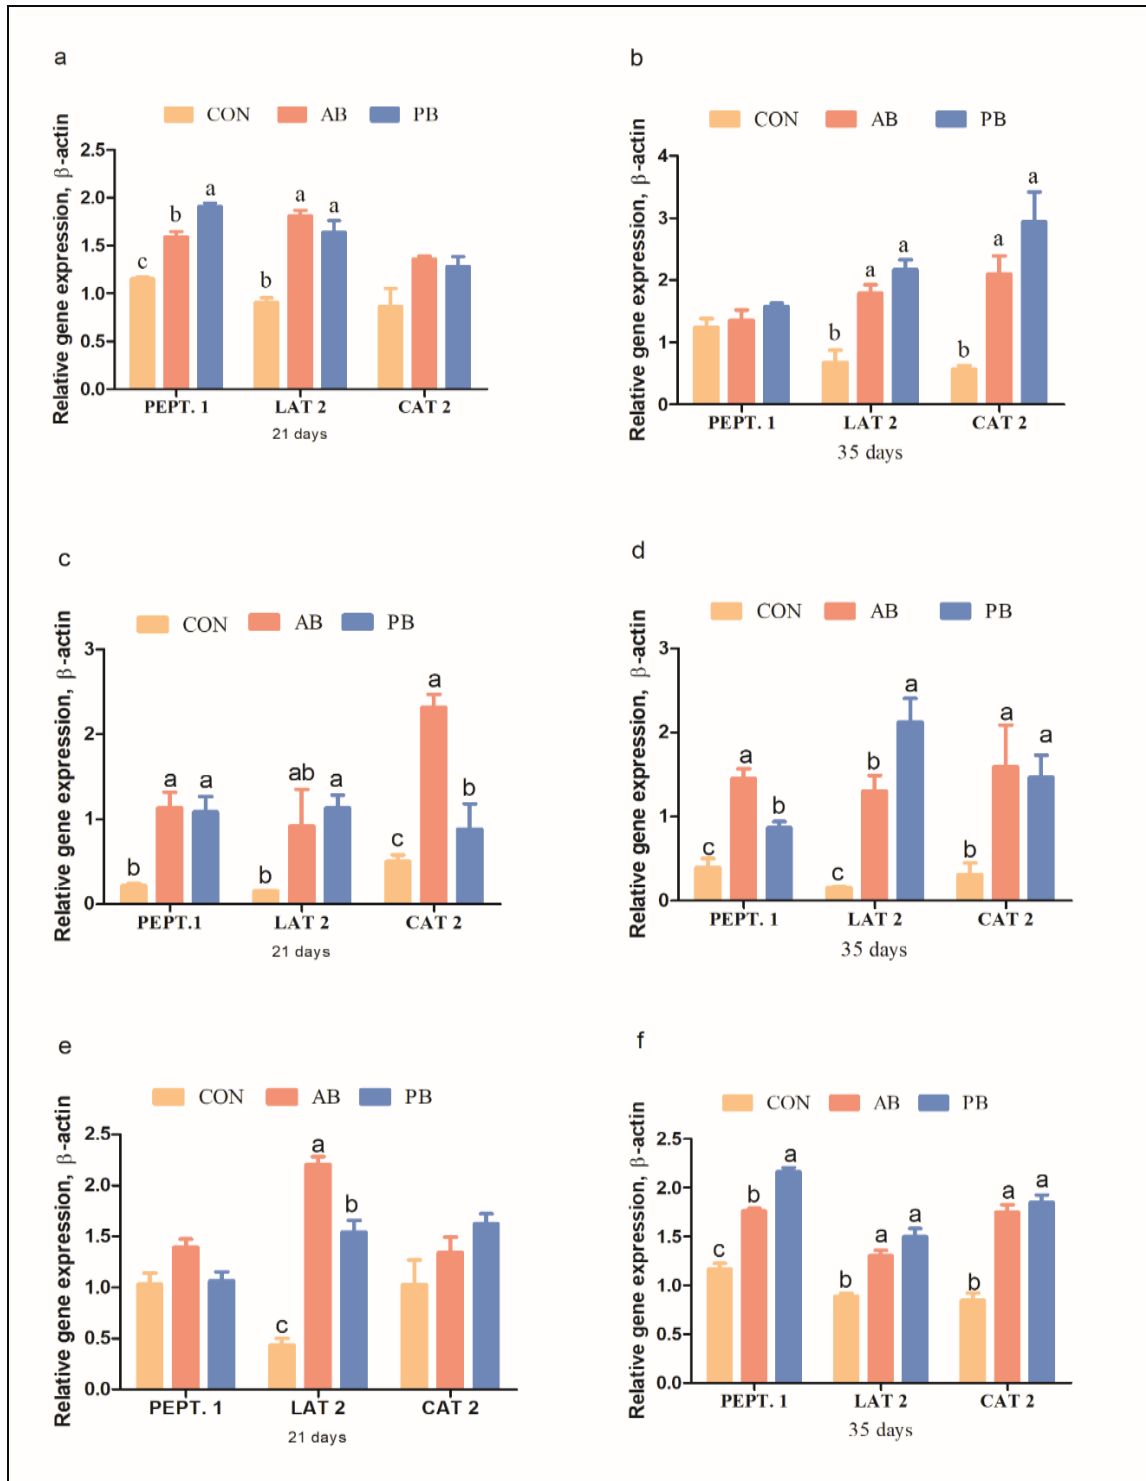 a
CON AB PB
Relative gene expression, β-actin
2.5
2.0
1.5
1.0
0.5
0.0
c b a
b a a
PEPT. 1 LAT 2 CAT 2
21 days
b
CON AB PB
Relative gene expression, β-actin
4
3
2
1
0
b a a
b a a
PEPT. 1 LAT 2 CAT 2
35 days
c
CON AB PB
Relative gene expression, β-actin
3
2
1
0
b a a
b ab a
c a b
PEPT.1 LAT 2 CAT 2
21 days
d
CON AB PB
Relative gene expression, β-actin
3
2
1
0
c a b
c b a
b a a
PEPT. 1 LAT 2 CAT 2
35 days
e
CON AB PB
Relative gene expression, β-actin
2.5
2.0
1.5
1.0
0.5
0.0
c a b
PEPT. 1 LAT 2 CAT 2
21 days
f
CON AB PB
Relative gene expression, β-actin
2.5
2.0
1.5
1.0
0.5
0.0
c b a
b a a
b a a
PEPT. 1 LAT 2 CAT 2
35 days